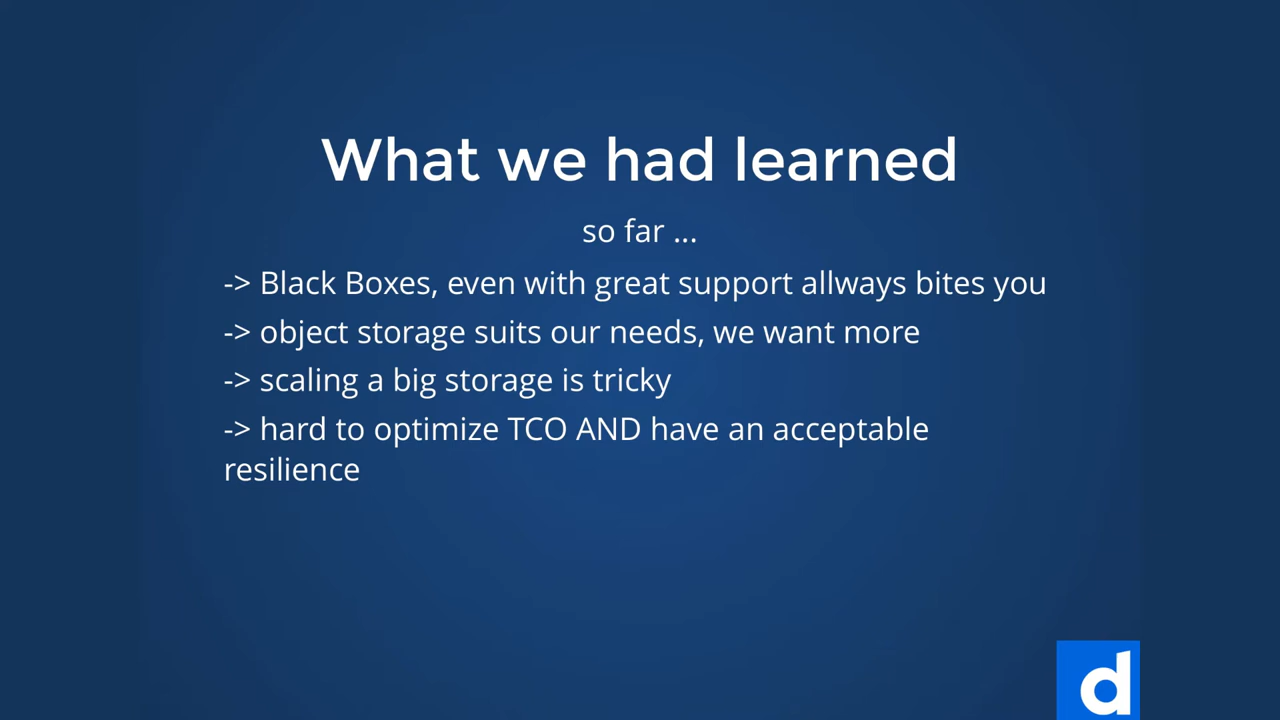 What we had learned
so far ...
-> Black Boxes, even with great support allways bites you
-> object storage suits our needs, we want more
-> scaling a big storage is tricky
-> hard to optimize TCO AND have an acceptable
resilience
d